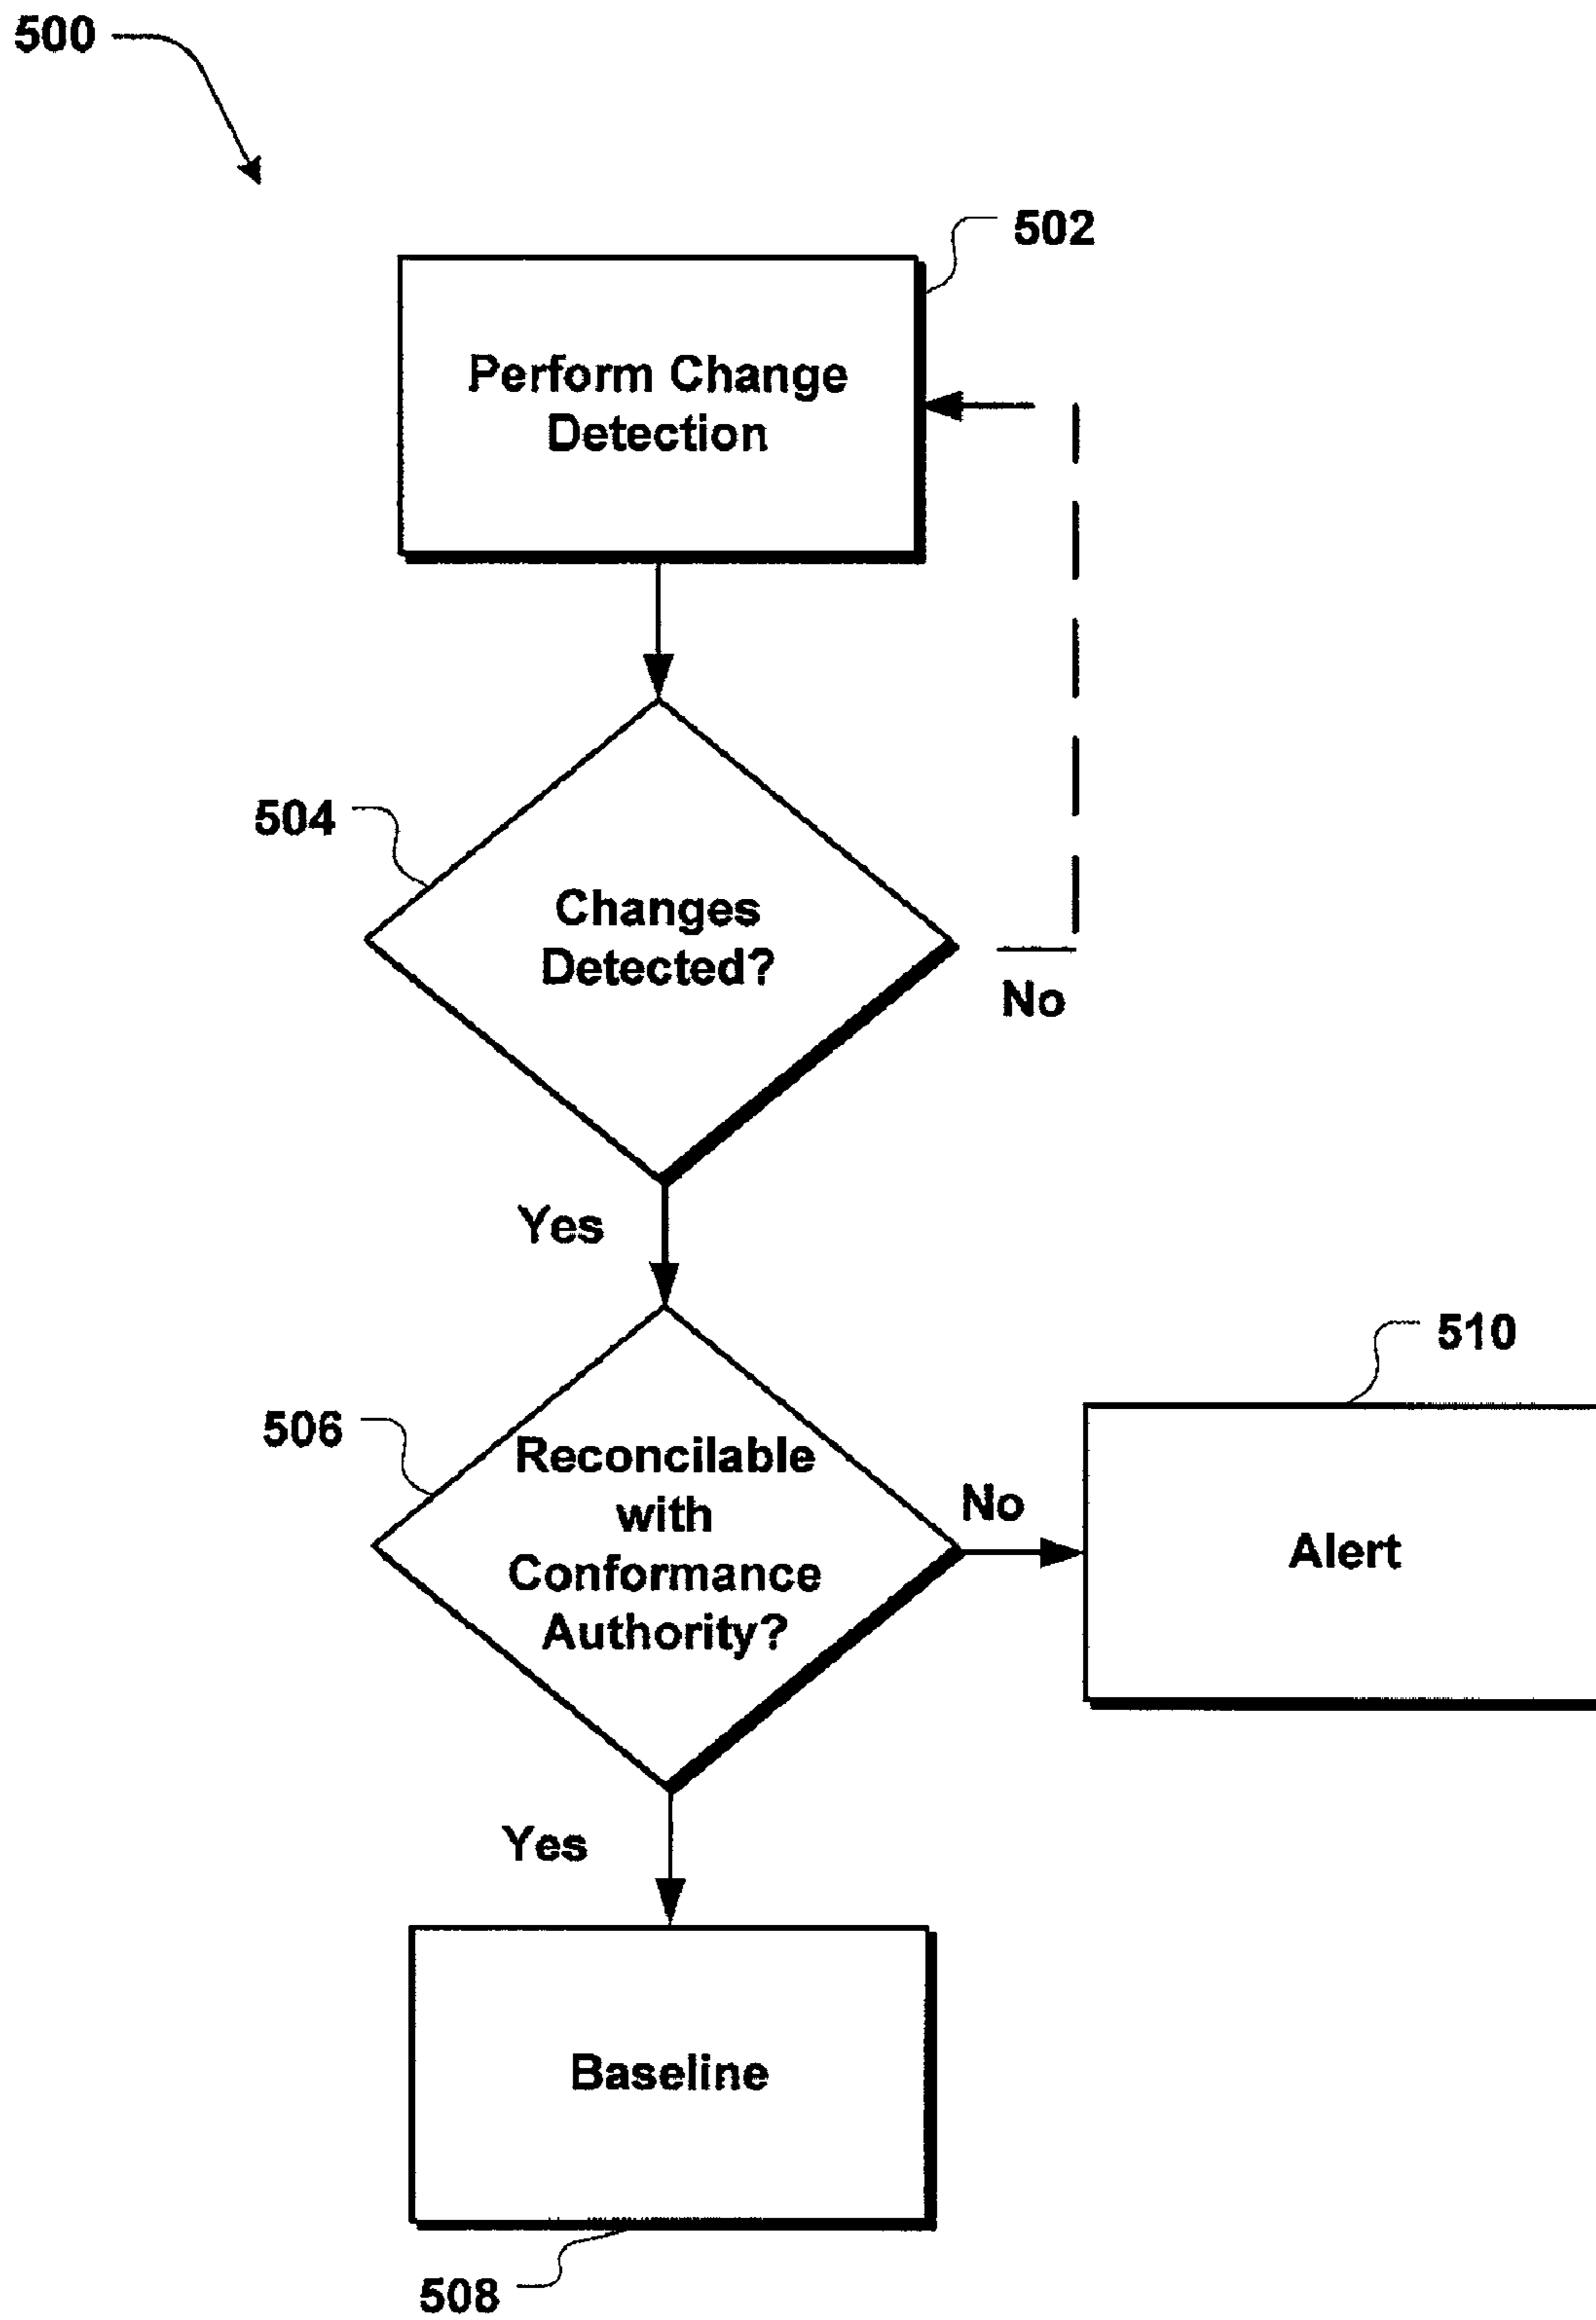 500
502
Perform Change
Detection
504
Changes
Detected?
No
Yes
510
506
Reconcilable
with
Conformance
Authority?
No
Alert
Yes
Baseline
508